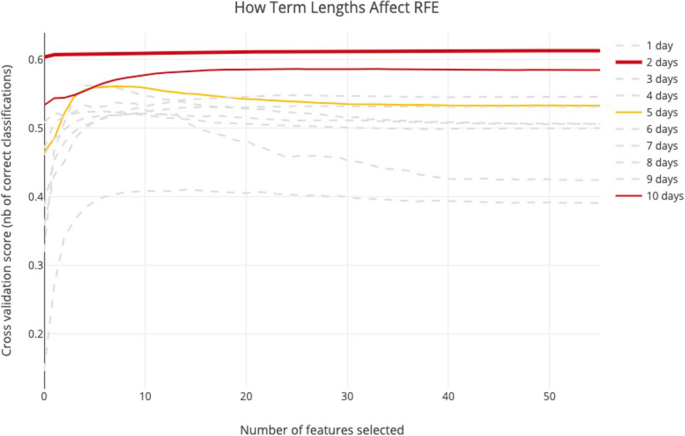 How Term Lengths Affect RFE
Cross validation score (nb of correct classifications)
0.6
0.5
0.4
0.3
0.2
0
10
20
30
40
50
Number of features selected
1 day
2 days
3 days
4 days
5 days
6 days
7 days
8 days
9 days
10 days